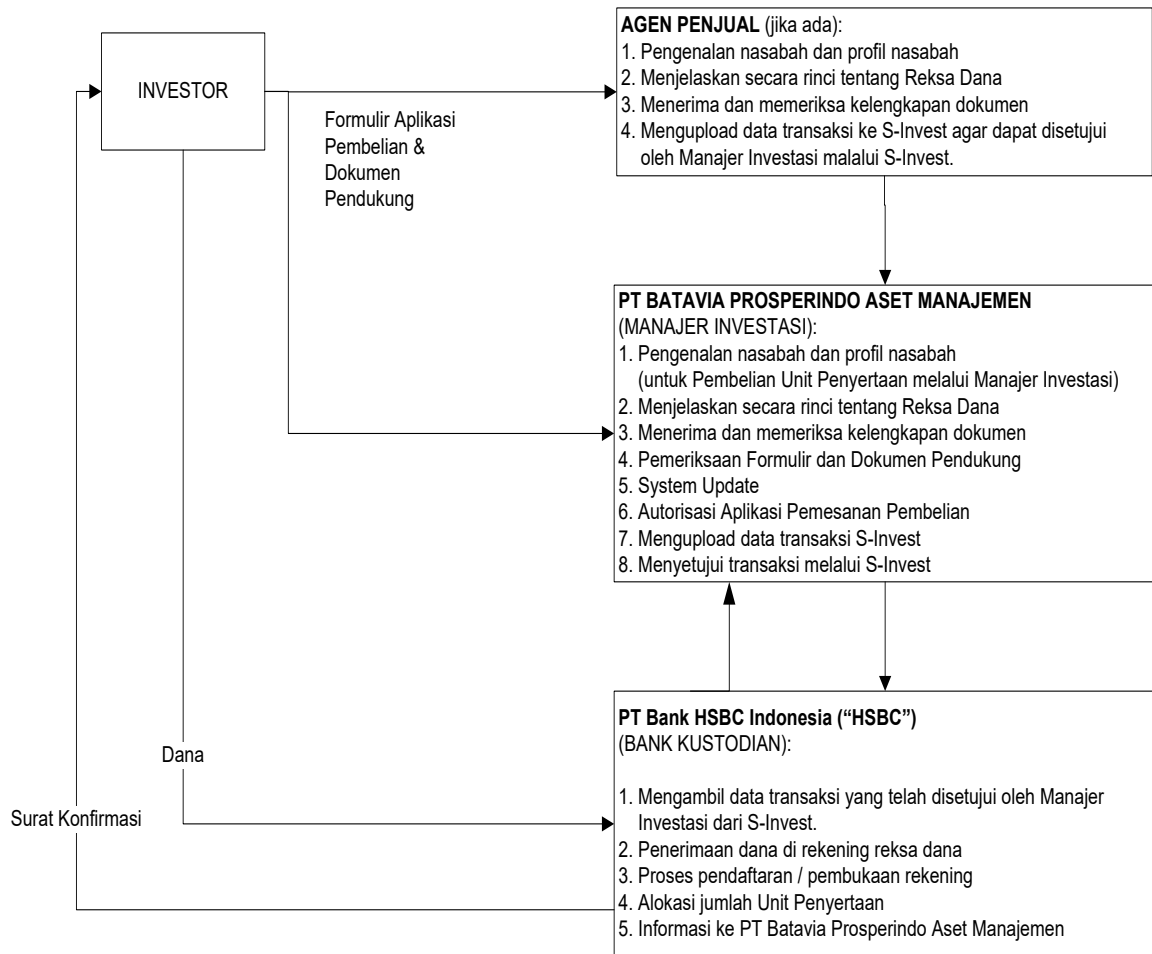 INVESTOR
Formulir Aplikasi
Pembelian &
Dokumen
Pendukung
AGEN PENJUAL (jika ada):
1. Pengenalan nasabah dan profil nasabah
2. Menjelaskan secara rinci tentang Reksa Dana
3. Menerima dan memeriksa kelengkapan dokumen
4. Mengupload data transaksi ke S-Invest agar dapat disetujui
oleh Manajer Investasi malalui S-Invest.
PT BATAVIA PROSPERINDO ASET MANAJEMEN
(MANAJER INVESTASI):
1. Pengenalan nasabah dan profil nasabah
(untuk Pembelian Unit Penyertaan melalui Manajer Investasi)
2. Menjelaskan secara rinci tentang Reksa Dana
3. Menerima dan memeriksa kelengkapan dokumen
4. Pemeriksaan Formulir dan Dokumen Pendukung
5. System Update
6. Autorisasi Aplikasi Pemesanan Pembelian
7. Mengupload data transaksi S-Invest
8. Menyetujui transaksi melalui S-Invest
Dana
Surat Konfirmasi
PT Bank HSBC Indonesia (“HSBC”)
(BANK KUSTODIAN):
1. Mengambil data transaksi yang telah disetujui oleh Manajer
Investasi dari S-Invest.
2. Penerimaan dana di rekening reksa dana
3. Proses pendaftaran / pembukaan rekening
4. Alokasi jumlah Unit Penyertaan
5. Informasi ke PT Batavia Prosperindo Aset Manajemen